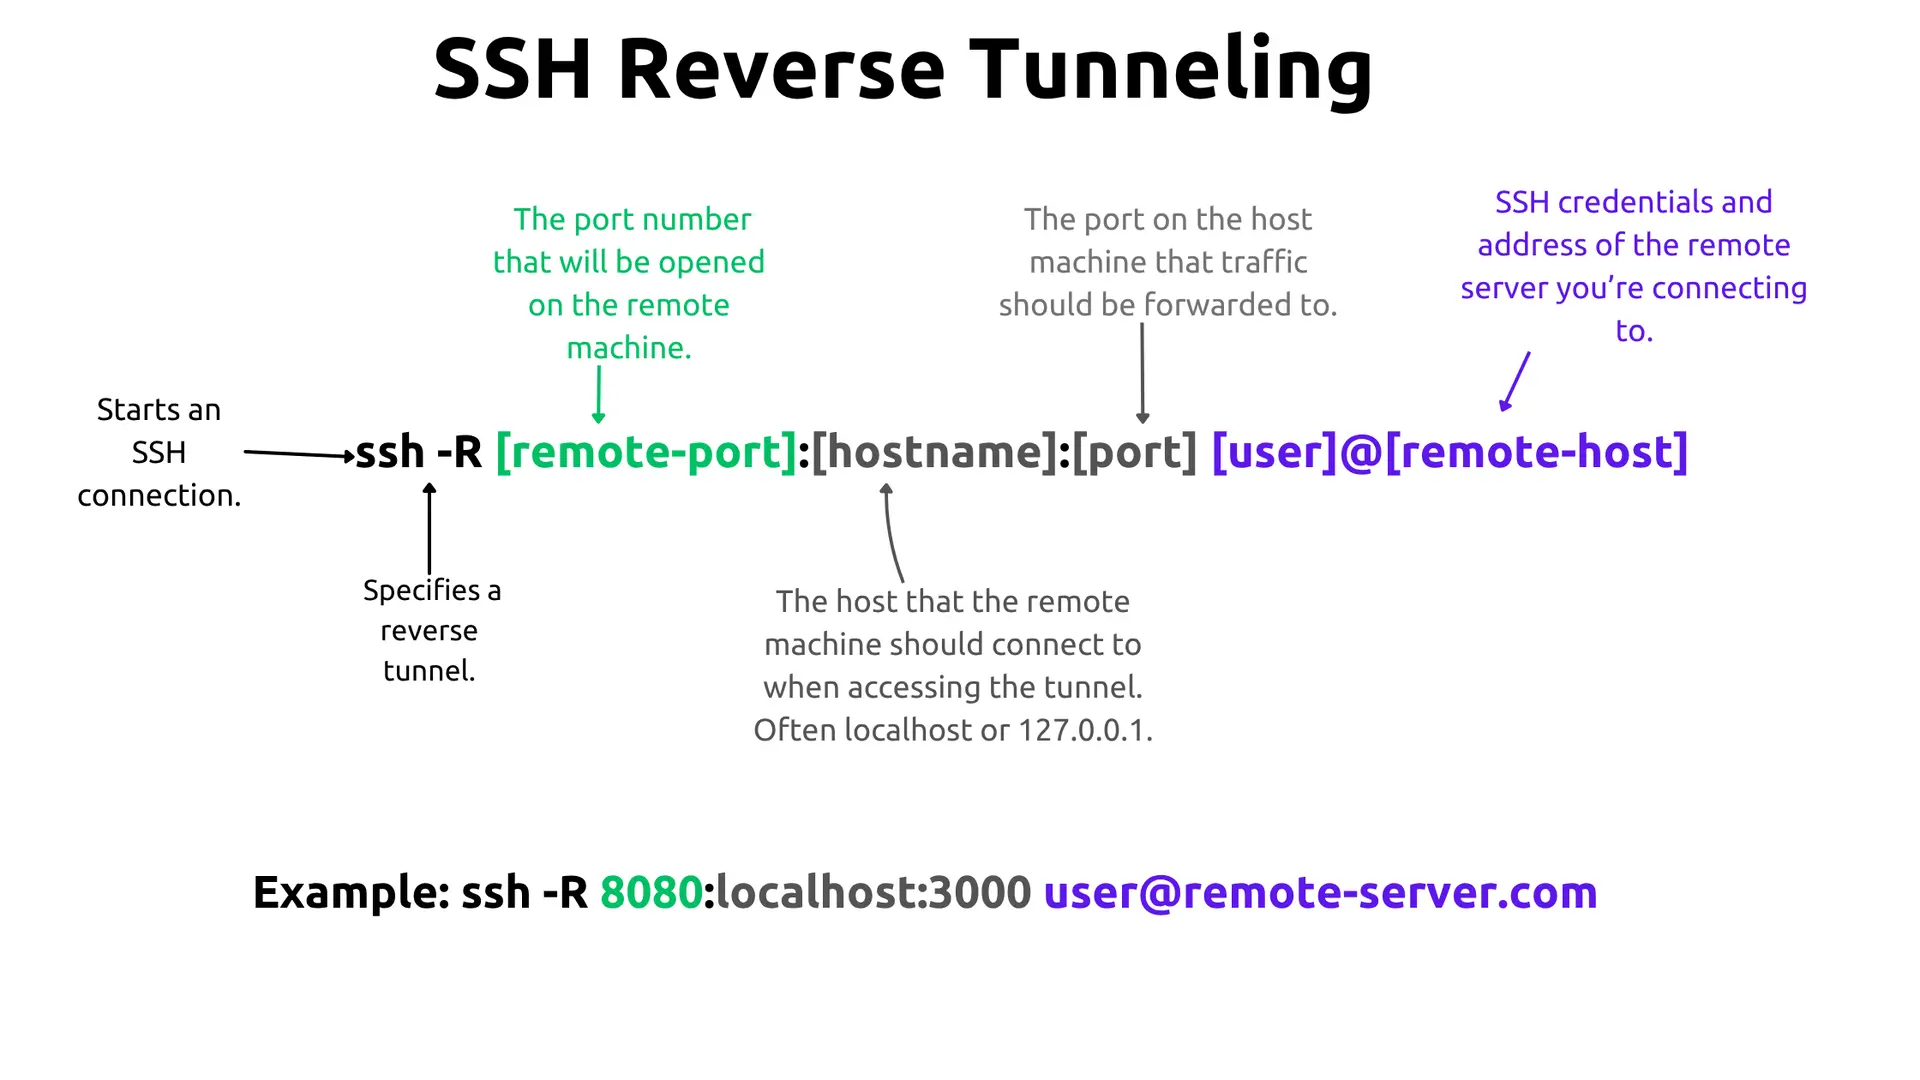 SSH Reverse Tunneling
The port number
that will be opened
on the remote
machine.
The port on the host
machine that traffic
should be forwarded to.
SSH credentials and
address of the remote
server you’re connecting
to.
Starts an
SSH
connection.
ssh -R [remote-port]:[hostname]:[port] [user]@[remote-host]
Specifies a
reverse
tunnel.
The host that the remote
machine should connect to
when accessing the tunnel.
Often localhost or 127.0.0.1.
Example: ssh -R 8080:localhost:3000 user@remote-server.com